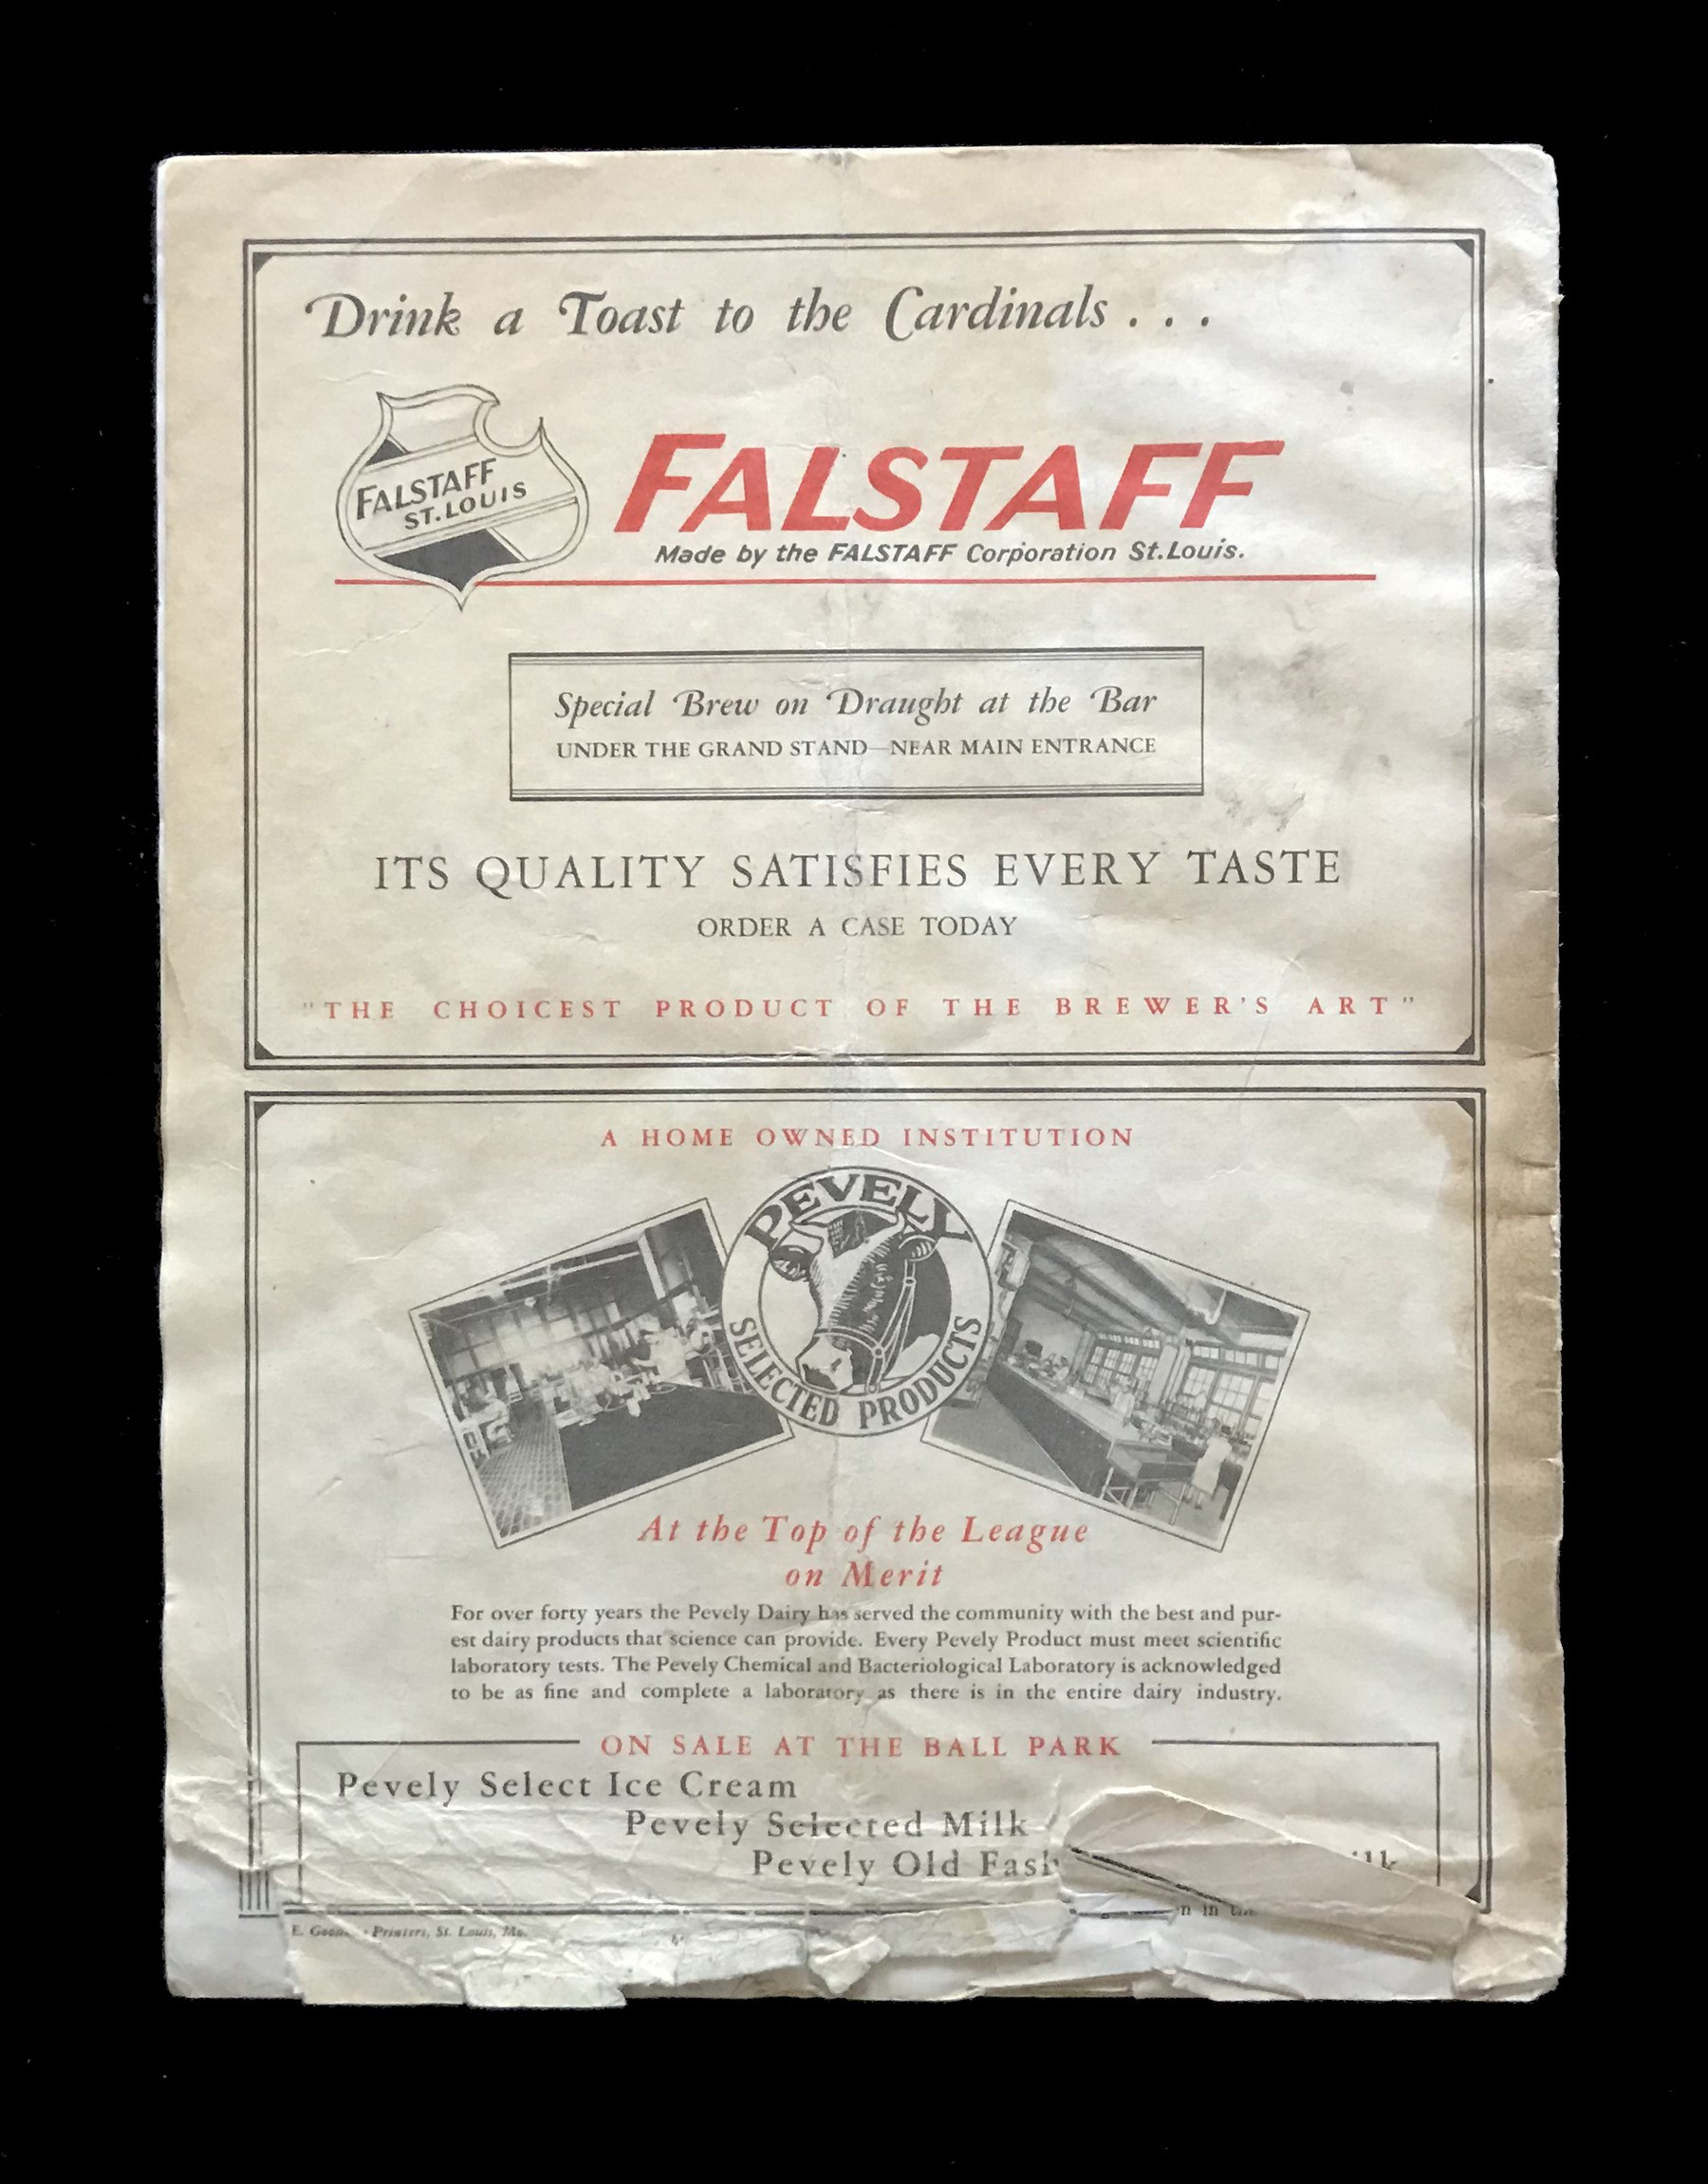 Drink a Toast to the Cardinals . . .
FALSTAFF
ST. LOUIS
FALSTAFF
Made by the FALSTAFF Corporation St. Louis.
Special Brew on Draught at the Bar
UNDER THE GRAND STAND—NEAR MAIN ENTRANCE
ITS QUALITY SATISFIES EVERY TASTE
ORDER A CASE TODAY
"THE CHOICEST PRODUCT OF THE BREWER'S ART"
A HOME OWNED INSTITUTION
PEVELY
SELECTED PRODUCTS
At the Top of the League
on Merit
For over forty years the Pevely Dairy has served the community with the best and pur-
est dairy products that science can provide. Every Pevely Product must meet scientific
laboratory tests. The Pevely Chemical and Bacteriological Laboratory is acknowledged
to be as fine and complete a laboratory as there is in the entire dairy industry.
ON SALE AT THE BALL PARK
Pevely Select Ice Cream
Pevely Selected Milk
Pevely Old
in
E. Printers, St. Louis, Mo.